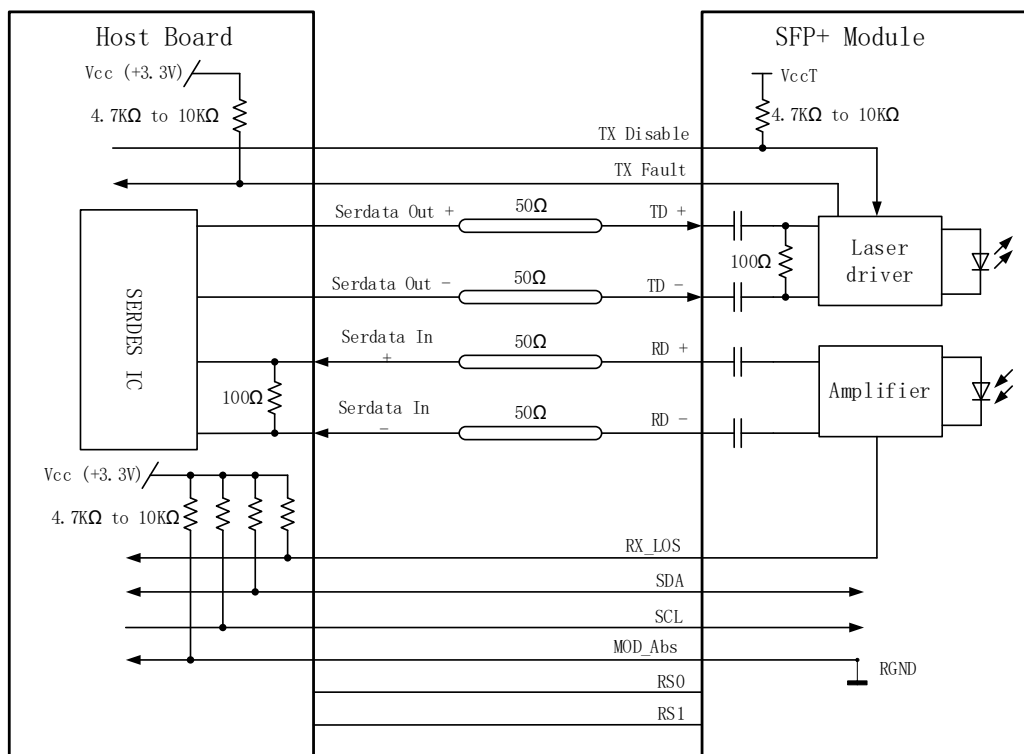 Host Board
SFP+ Module
Vcc (+3.3V)
VccT
4.7KΩ to 10KΩ
4.7KΩ to 10KΩ
TX Disable
TX Fault
Serdata Out +
50Ω
TD +
Laser
driver
100Ω
Serdata Out -
50Ω
TD -
SERDES IC
Serdata In
+
50Ω
RD +
Amplifier
100Ω
Serdata In
-
50Ω
RD -
Vcc (+3.3V)
4.7KΩ to 10KΩ
RX_LOS
SDA
SCL
MOD_Abs
RGND
RS0
RS1